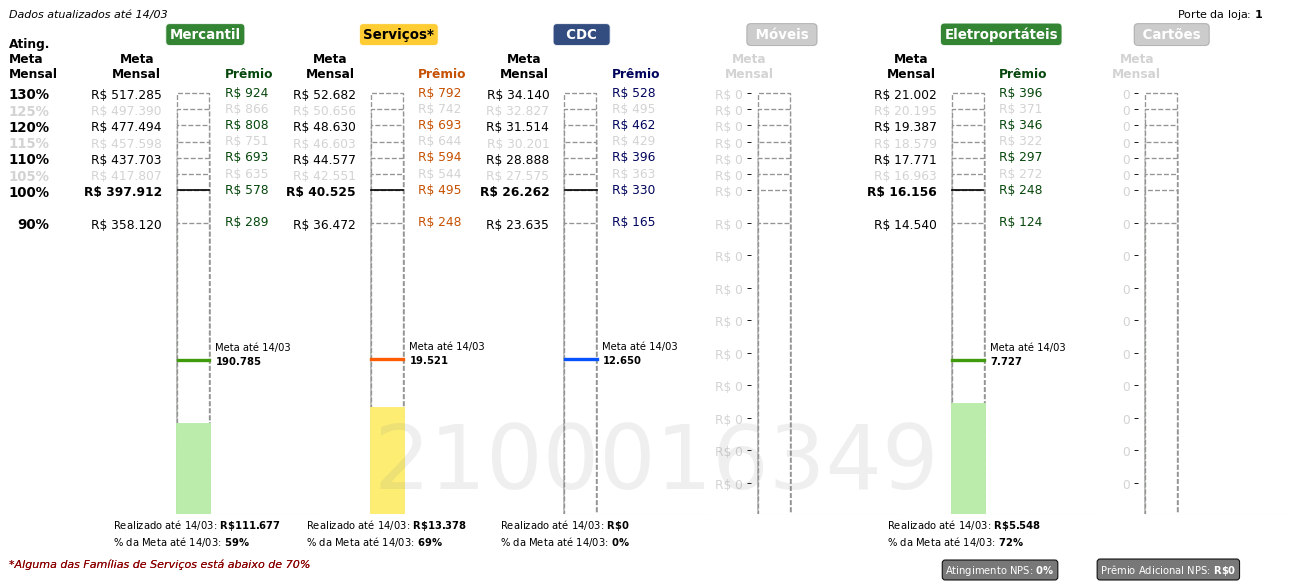 Dados atualizados até 14/03
Porte da loja: 1
Mercantil Serviços* CDC Móveis Eletroportáteis Cartões
Ating.
Meta Meta Meta Meta Meta Meta Meta
Mensal Mensal Prêmio Mensal Prêmio Mensal Prêmio Mensal Mensal Prêmio Mensal
130% R$ 517.285 R$ 924 R$ 52.682 R$ 792 R$ 34.140 R$ 528 R$ 0 R$ 21.002 R$ 396 0
125% R$ 497.390 R$ 866 R$ 50.656 R$ 742 R$ 32.827 R$ 495 R$ 0 R$ 20.195 R$ 371 0
120% R$ 477.494 R$ 808 R$ 48.630 R$ 693 R$ 31.514 R$ 462 R$ 0 R$ 19.387 R$ 346 0
115% R$ 457.598 R$ 751 R$ 46.603 R$ 644 R$ 30.201 R$ 429 R$ 0 R$ 18.579 R$ 322 0
110% R$ 437.703 R$ 693 R$ 44.577 R$ 594 R$ 28.888 R$ 396 R$ 0 R$ 17.771 R$ 297 0
105% R$ 417.807 R$ 635 R$ 42.551 R$ 544 R$ 27.575 R$ 363 R$ 0 R$ 16.963 R$ 272 0
100% R$ 397.912 R$ 578 R$ 40.525 R$ 495 R$ 26.262 R$ 330 R$ 0 R$ 16.156 R$ 248 0
90% R$ 358.120 R$ 289 R$ 36.472 R$ 248 R$ 23.635 R$ 165 R$ 0 R$ 14.540 R$ 124 0
R$ 0 0
R$ 0 0
R$ 0 0
Meta até 14/03 Meta até 14/03 Meta até 14/03 Meta até 14/03
190.785 19.521 12.650 R$ 0 7.727 0
R$ 0 0
R$ 0 0
2100016349
R$ 0 0
R$ 0 0
Realizado até 14/03: R$111.677 Realizado até 14/03: R$13.378 Realizado até 14/03: R$0 Realizado até 14/03: R$5.548
% da Meta até 14/03: 59% % da Meta até 14/03: 69% % da Meta até 14/03: 0% % da Meta até 14/03: 72%
*Alguma das Famílias de Serviços está abaixo de 70%
Atingimento NPS: 0% Prêmio Adicional NPS: R$0